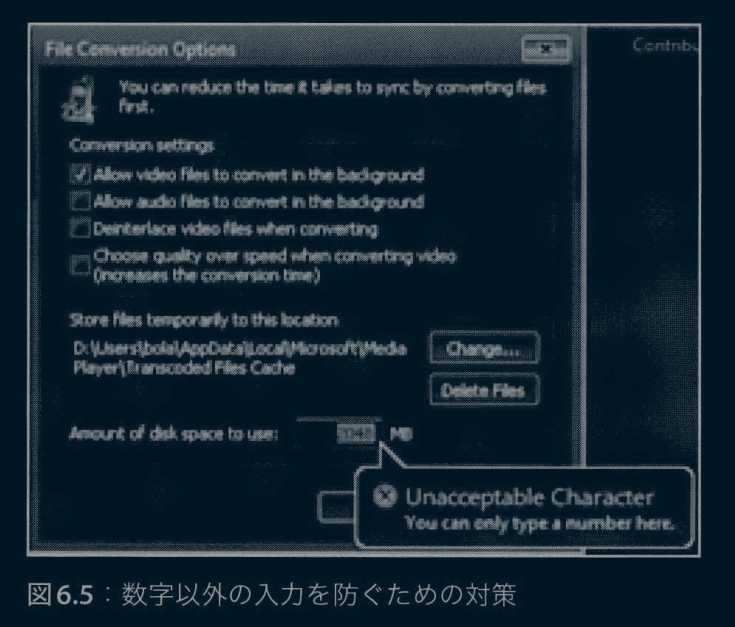 File Conversion Options
Contribu
You can reduce the time it takes to sync by converting files
first.
Conversion settings
Allow video files to convert in the background
Allow audio files to convert in the background
Deinterlace video files when converting
Choose quality over speed when converting video
(increases the conversion time)
Store files temporarily to this location
D:\Users\bola\AppData\Local\Microsoft\Media
Player\Transcoded Files Cache
Change...
Delete Files
Amount of disk space to use: MB
Unacceptable Character
You can only type a number here.
図6.5：数字以外の入力を防ぐための対策